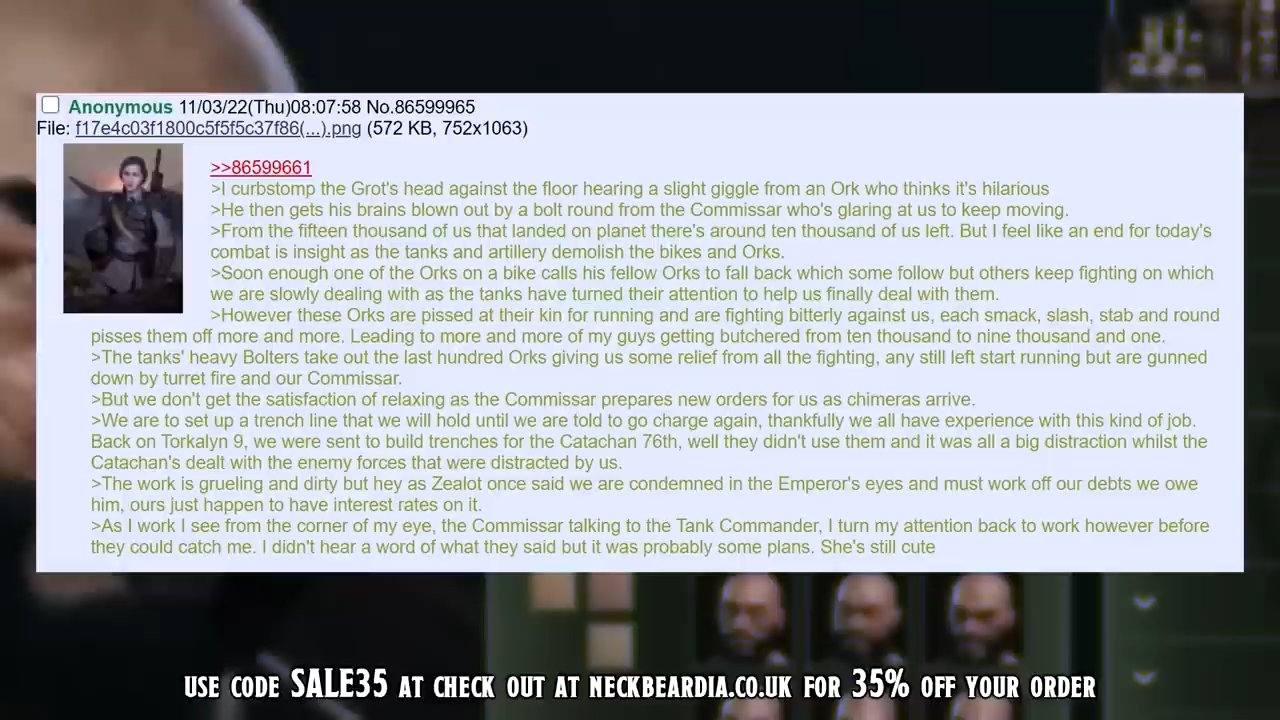 Anonymous 11/03/22(Thu)08:07:58 No.86599965
File: f17e4c03f1800c5f5f5c37f86(...).png (572 KB, 752x1063)
>>86599661
>I curbstomp the Grot's head against the floor hearing a slight giggle from an Ork who thinks it's hilarious
>He then gets his brains blown out by a bolt round from the Commissar who's glaring at us to keep moving.
>From the fifteen thousand of us that landed on planet there's around ten thousand of us left. But I feel like an end for today's
combat is insight as the tanks and artillery demolish the bikes and Orks.
>Soon enough one of the Orks on a bike calls his fellow Orks to fall back which some follow but others keep fighting on which
we are slowly dealing with as the tanks have turned their attention to help us finally deal with them.
>However these Orks are pissed at their kin for running and are fighting bitterly against us, each smack, slash, stab and round
pisses them off more and more. Leading to more and more of my guys getting butchered from ten thousand to nine thousand and one.
>The tanks' heavy Bolters take out the last hundred Orks giving us some relief from all the fighting, any still left start running but are gunned
down by turret fire and our Commissar.
>But we don't get the satisfaction of relaxing as the Commissar prepares new orders for us as chimeras arrive.
>We are to set up a trench line that we will hold until we are told to go charge again, thankfully we all have experience with this kind of job.
Back on Torkalyn 9, we were sent to build trenches for the Catachan 76th, well they didn't use them and it was all a big distraction whilst the
Catachan's dealt with the enemy forces that were distracted by us.
>The work is grueling and dirty but hey as Zealot once said we are condemned in the Emperor's eyes and must work off our debts we owe
him, ours just happen to have interest rates on it.
>As I work I see from the corner of my eye, the Commissar talking to the Tank Commander, I turn my attention back to work however before
they could catch me. I didn't hear a word of what they said but it was probably some plans. She's still cute
USE CODE SALE35 AT CHECK OUT AT NECKBEARDIA.CO.UK FOR 35% OFF YOUR ORDER